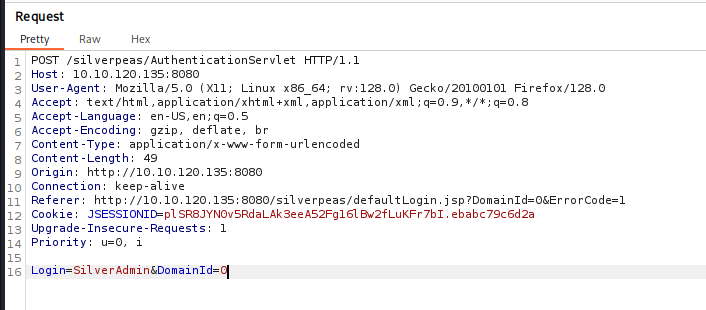 Request
Pretty Raw Hex
1 POST /silverpeas/AuthenticationServlet HTTP/1.1
2 Host: 10.10.120.135:8080
3 User-Agent: Mozilla/5.0 (X11; Linux x86_64; rv:128.0) Gecko/20100101 Firefox/128.0
4 Accept: text/html,application/xhtml+xml,application/xml;q=0.9,*/*;q=0.8
5 Accept-Language: en-US,en;q=0.5
6 Accept-Encoding: gzip, deflate, br
7 Content-Type: application/x-www-form-urlencoded
8 Content-Length: 49
9 Origin: http://10.10.120.135:8080
10 Connection: keep-alive
11 Referer: http://10.10.120.135:8080/silverpeas/defaultLogin.jsp?DomainId=0&ErrorCode=1
12 Cookie: JSESSIONID=plSR8JYN0v5RdaLAk3eeA52Fg16lBw2fLuKFr7bI.ebabc79c6d2a
13 Upgrade-Insecure-Requests: 1
14 Priority: u=0, i
15
16 Login=SilverAdmin&DomainId=0